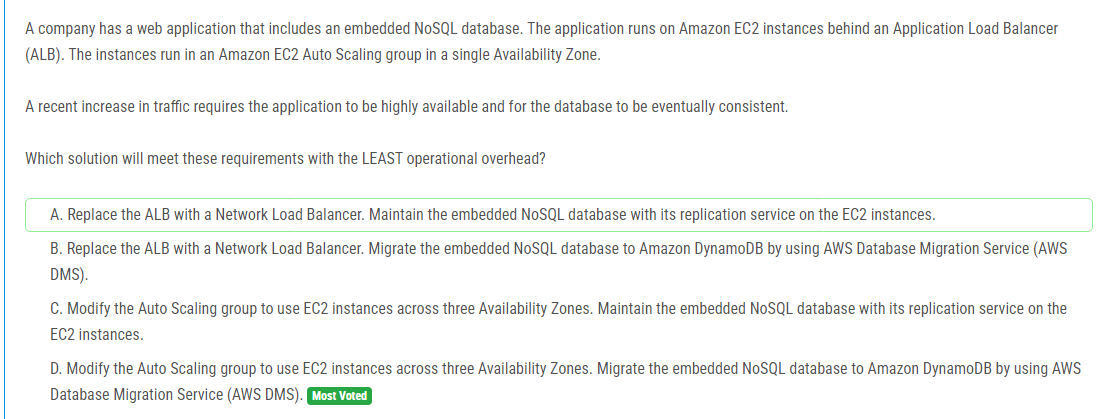 A company has a web application that includes an embedded NoSQL database. The application runs on Amazon EC2 instances behind an Application Load Balancer
(ALB). The instances run in an Amazon EC2 Auto Scaling group in a single Availability Zone.
A recent increase in traffic requires the application to be highly available and for the database to be eventually consistent.
Which solution will meet these requirements with the LEAST operational overhead?
A. Replace the ALB with a Network Load Balancer. Maintain the embedded NoSQL database with its replication service on the EC2 instances.
B. Replace the ALB with a Network Load Balancer. Migrate the embedded NoSQL database to Amazon DynamoDB by using AWS Database Migration Service (AWS
DMS).
C. Modify the Auto Scaling group to use EC2 instances across three Availability Zones. Maintain the embedded NoSQL database with its replication service on the
EC2 instances.
D. Modify the Auto Scaling group to use EC2 instances across three Availability Zones. Migrate the embedded NoSQL database to Amazon DynamoDB by using AWS
Database Migration Service (AWS DMS). Most Voted